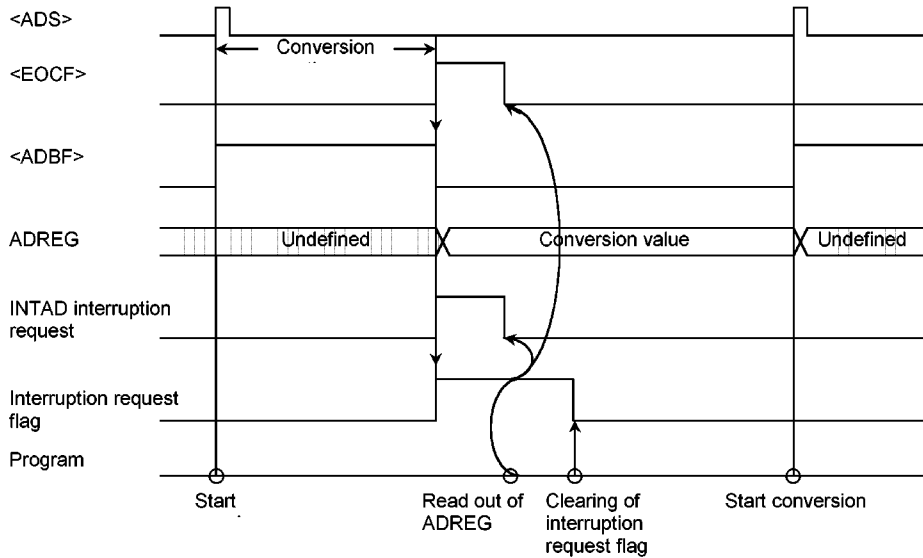 <ADS>
Conversion
<EOCF>
<ADBF>
ADREG
Undefined
Conversion value
Undefined
INTAD interruption
request
Interruption request
flag
Program
Start
Read out of
ADREG
Clearing of
interruption
request flag
Start conversion